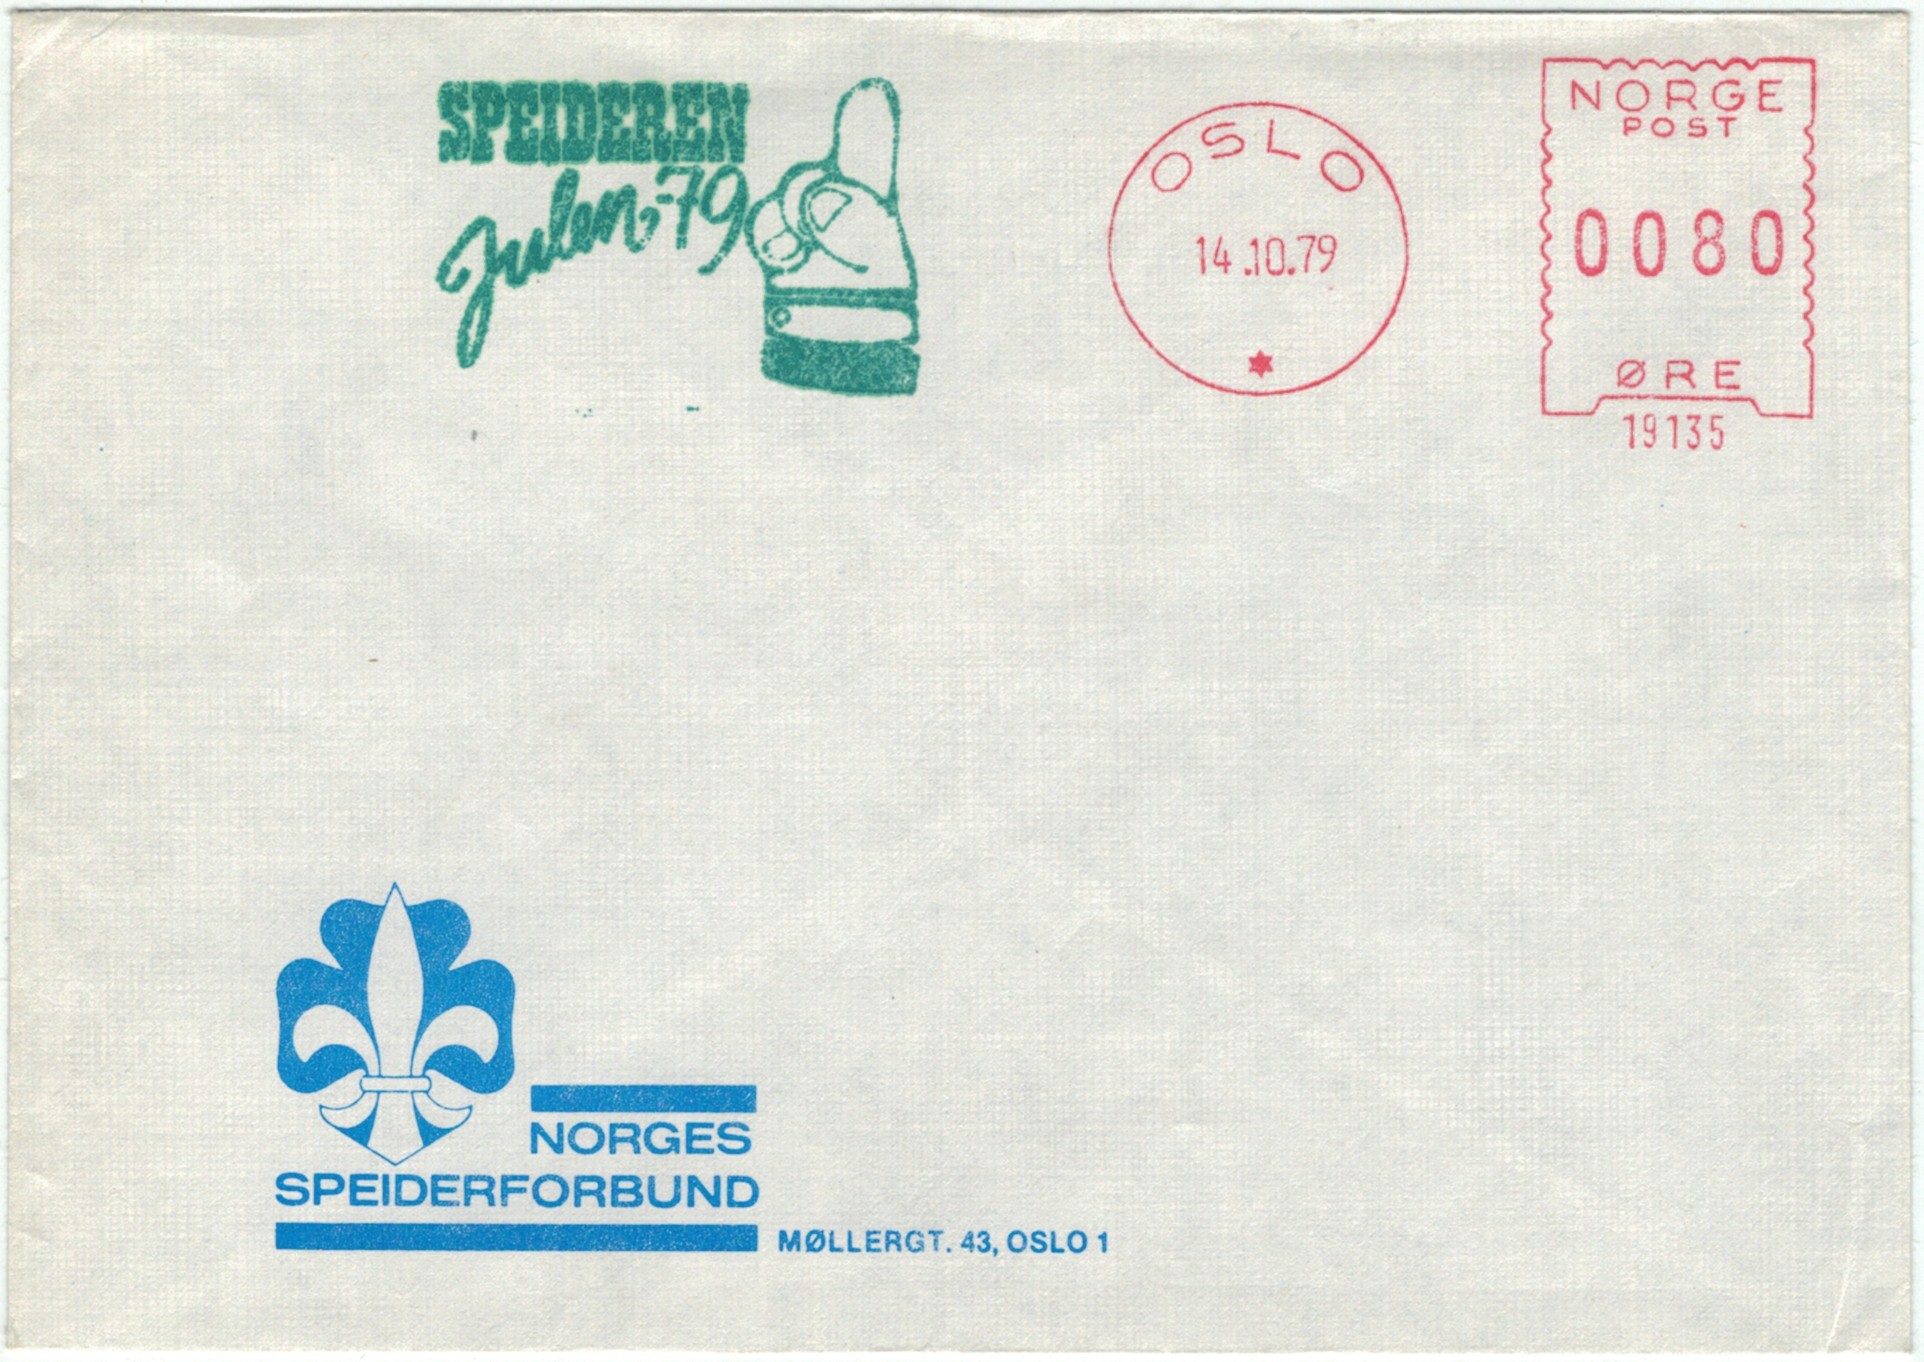 SPEIDEREN
Julen-79
OSLO
14.10.79
NORGE
POST
0080
ØRE
19135
NORGES
SPEIDERFORBUND
MØLLERGT. 43, OSLO 1